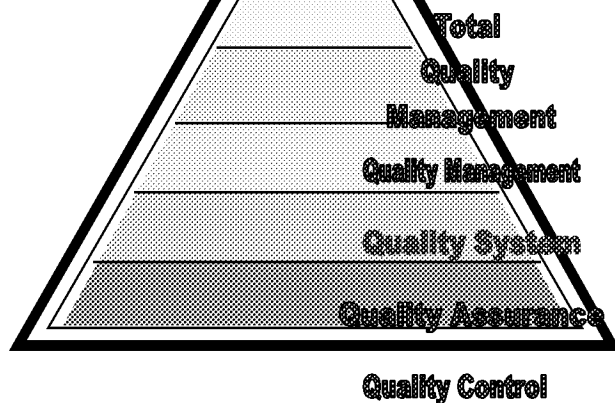 Total
Quality
Management
Quality Management
Quality System
Quality Assurance
Quality Control